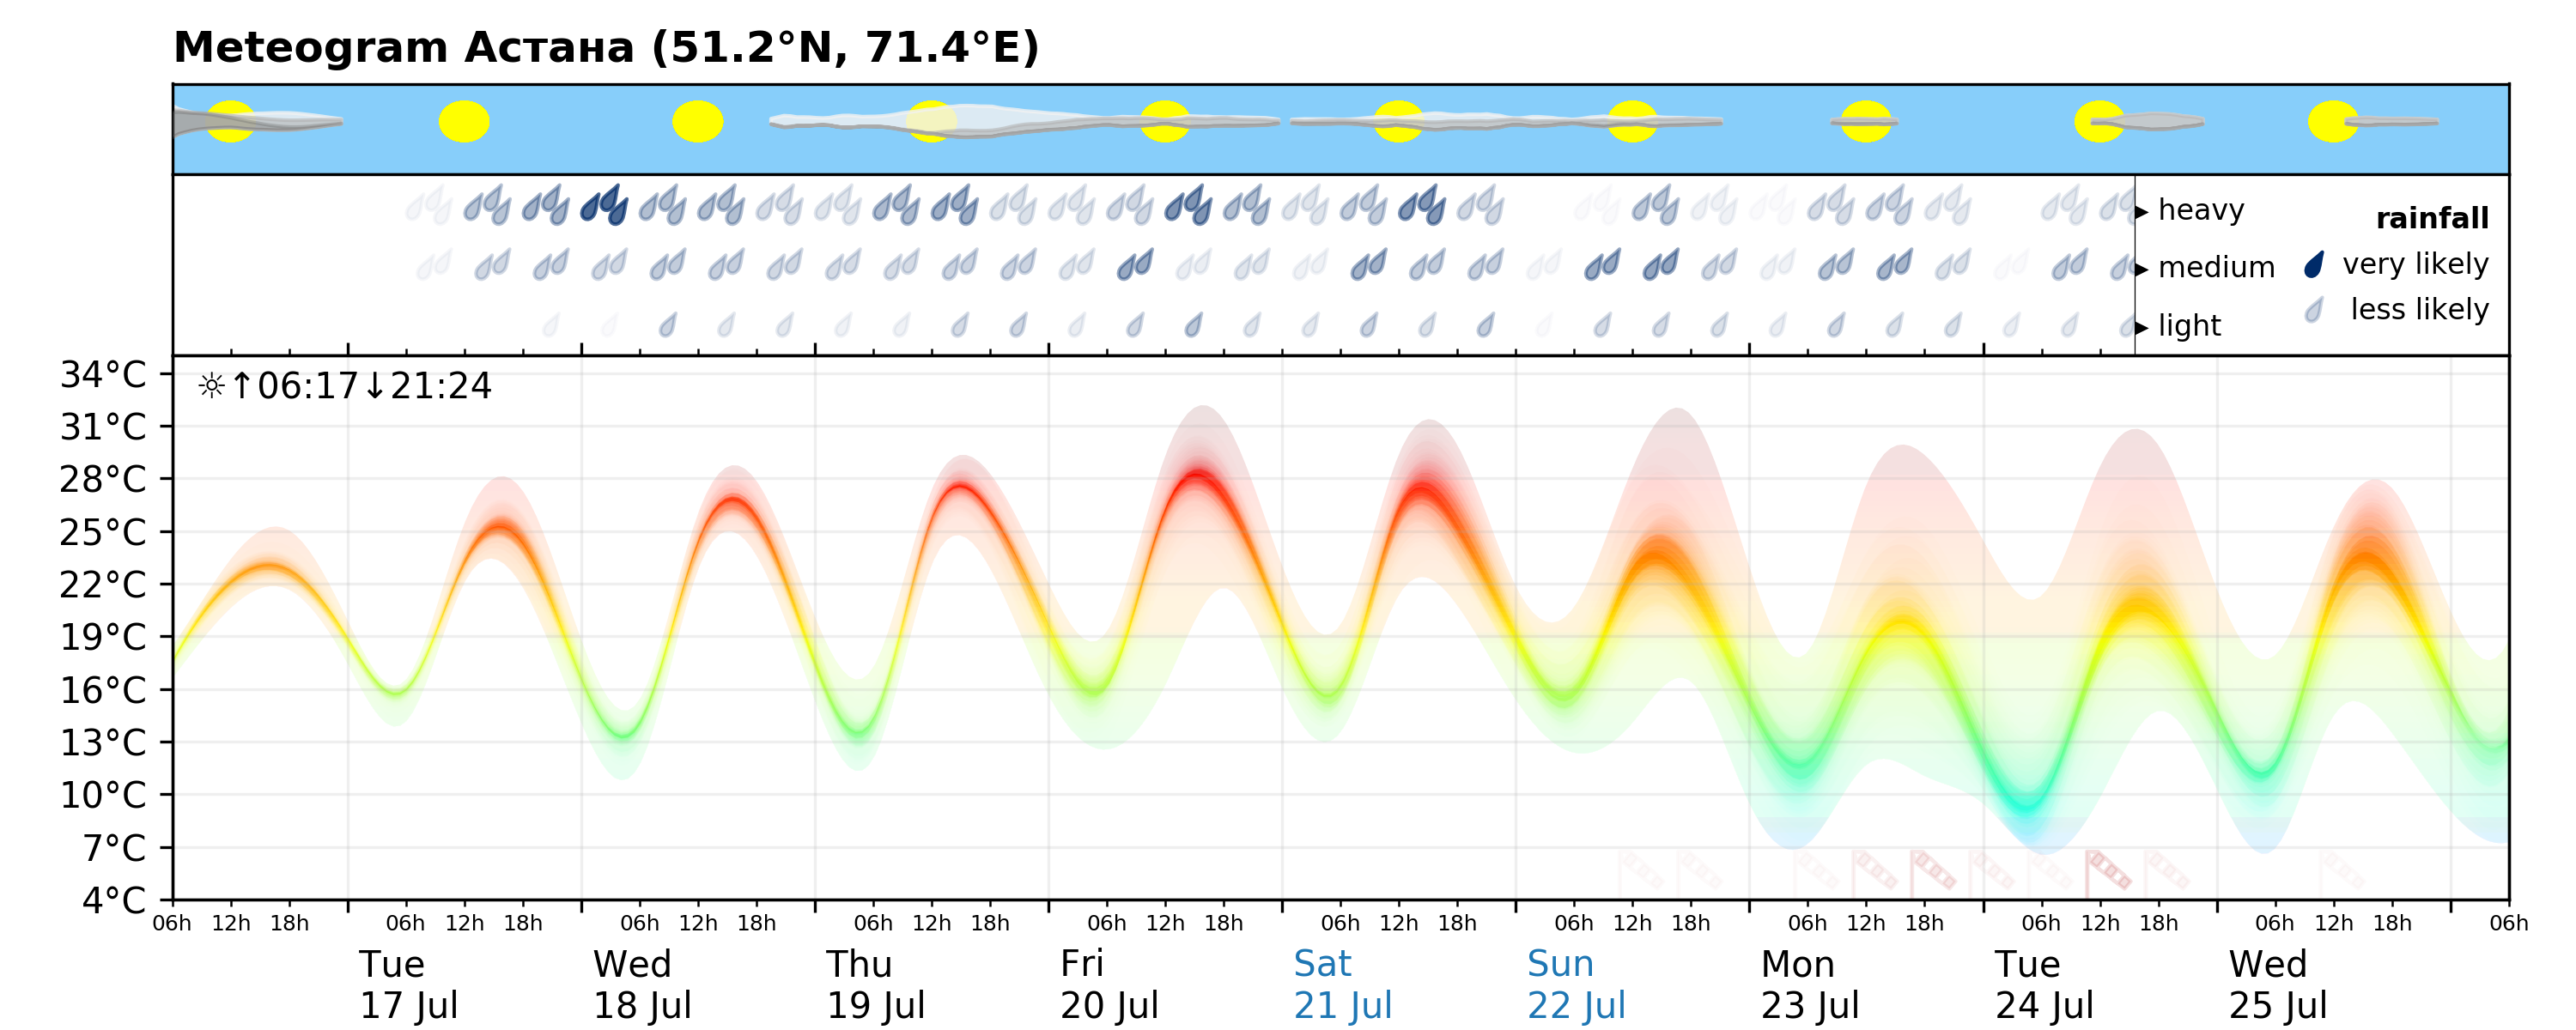 Meteogram Астана (51.2°N, 71.4°E)
heavy
rainfall
medium
very likely
light
less likely
34°C
☼↑06:17↓21:24
31°C
28°C
25°C
22°C
19°C
16°C
13°C
10°C
7°C
4°C
06h 12h 18h 06h 12h 18h 06h 12h 18h 06h 12h 18h 06h 12h 18h 06h 12h 18h 06h 12h 18h 06h 12h 18h 06h 12h 18h 06h 12h 18h 06h
Tue Wed Thu Fri Sat Sun Mon Tue Wed
17 Jul 18 Jul 19 Jul 20 Jul 21 Jul 22 Jul 23 Jul 24 Jul 25 Jul